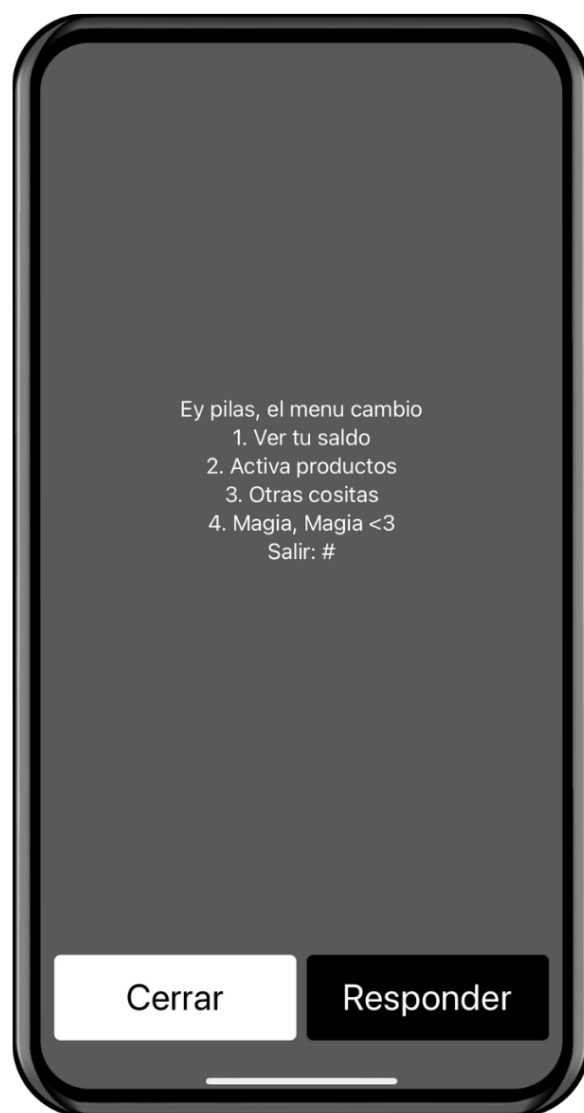 Ey pilas, el menu cambio
1. Ver tu saldo
2. Activa productos
3. Otras cositas
4. Magia, Magia <3
Salir: #
Cerrar
Responder